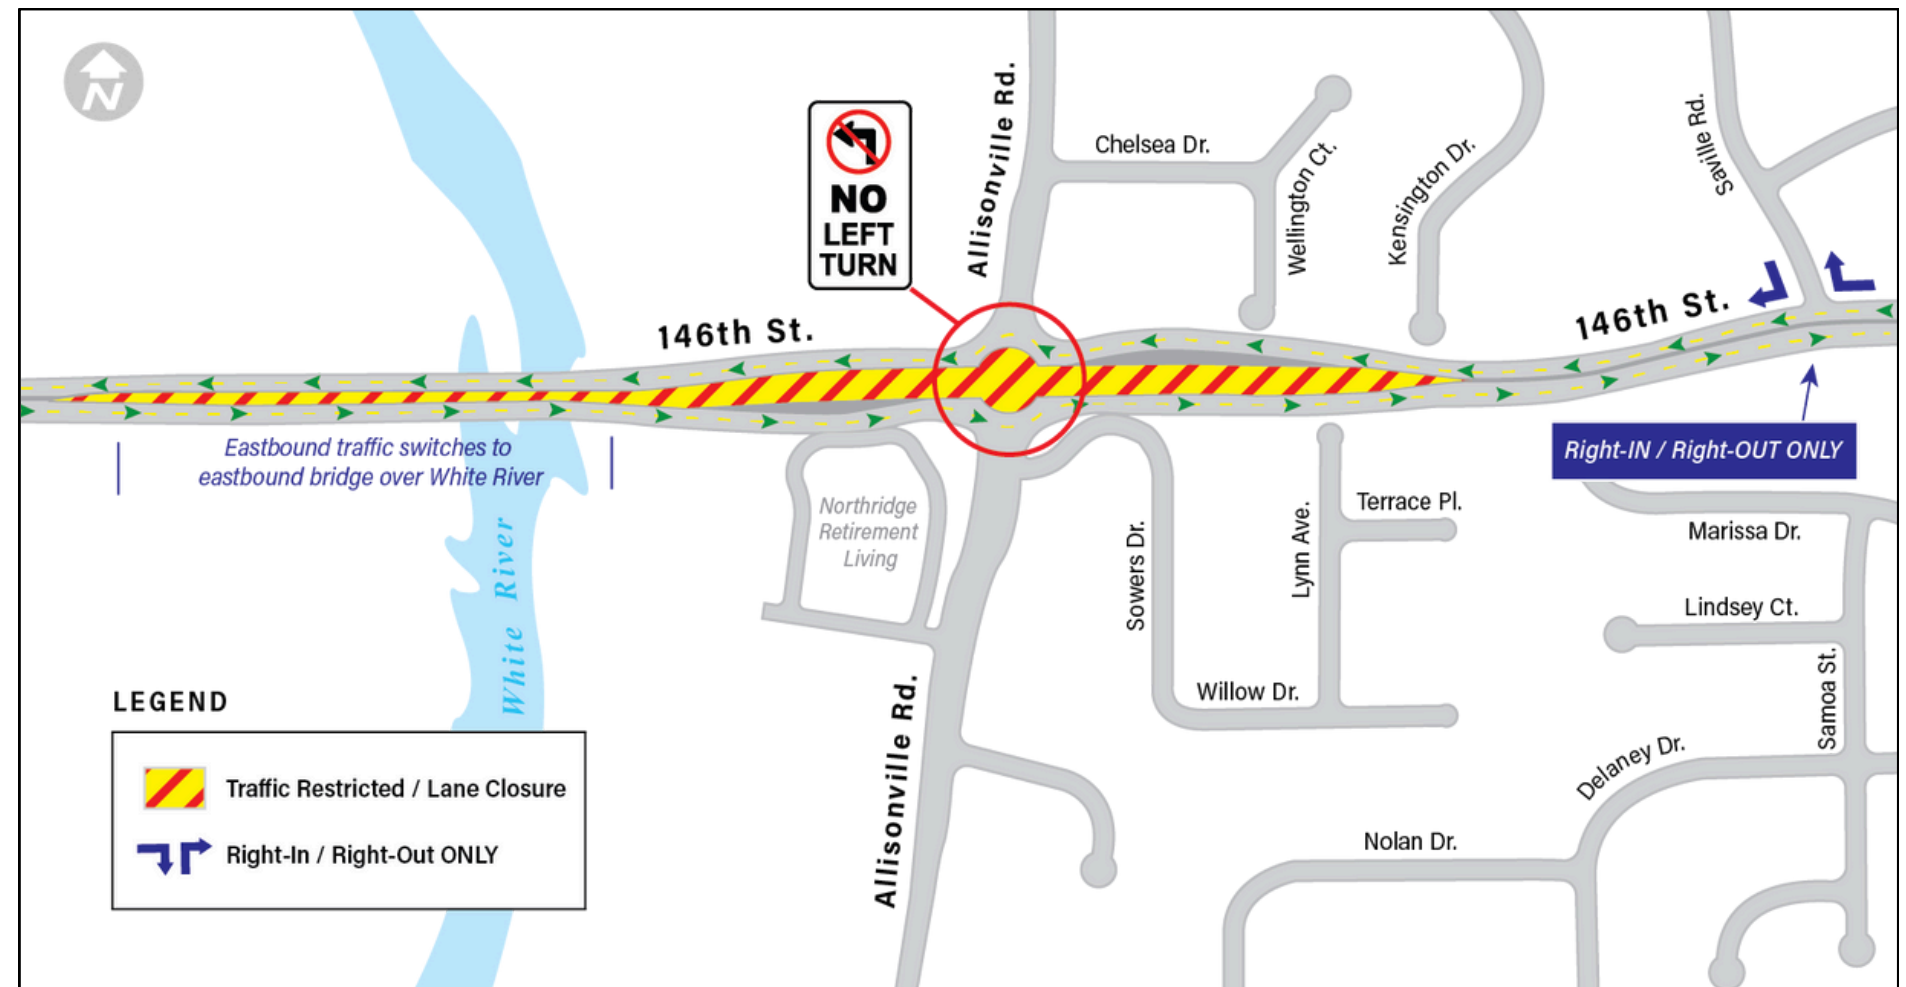 N
NO
LEFT
TURN
Allisonville Rd.
Chelsea Dr.
Wellington Ct.
Kensington Dr.
Saville Rd.
146th St.
146th St.
Eastbound traffic switches to
eastbound bridge over White River
Right-IN / Right-OUT ONLY
Northridge
Retirement
Living
White River
Sowers Dr.
Lynn Ave.
Terrace Pl.
Marissa Dr.
Lindsey Ct.
Samoa St.
Willow Dr.
Delaney Dr.
Nolan Dr.
Allisonville Rd.
LEGEND
Traffic Restricted / Lane Closure
Right-In / Right-Out ONLY